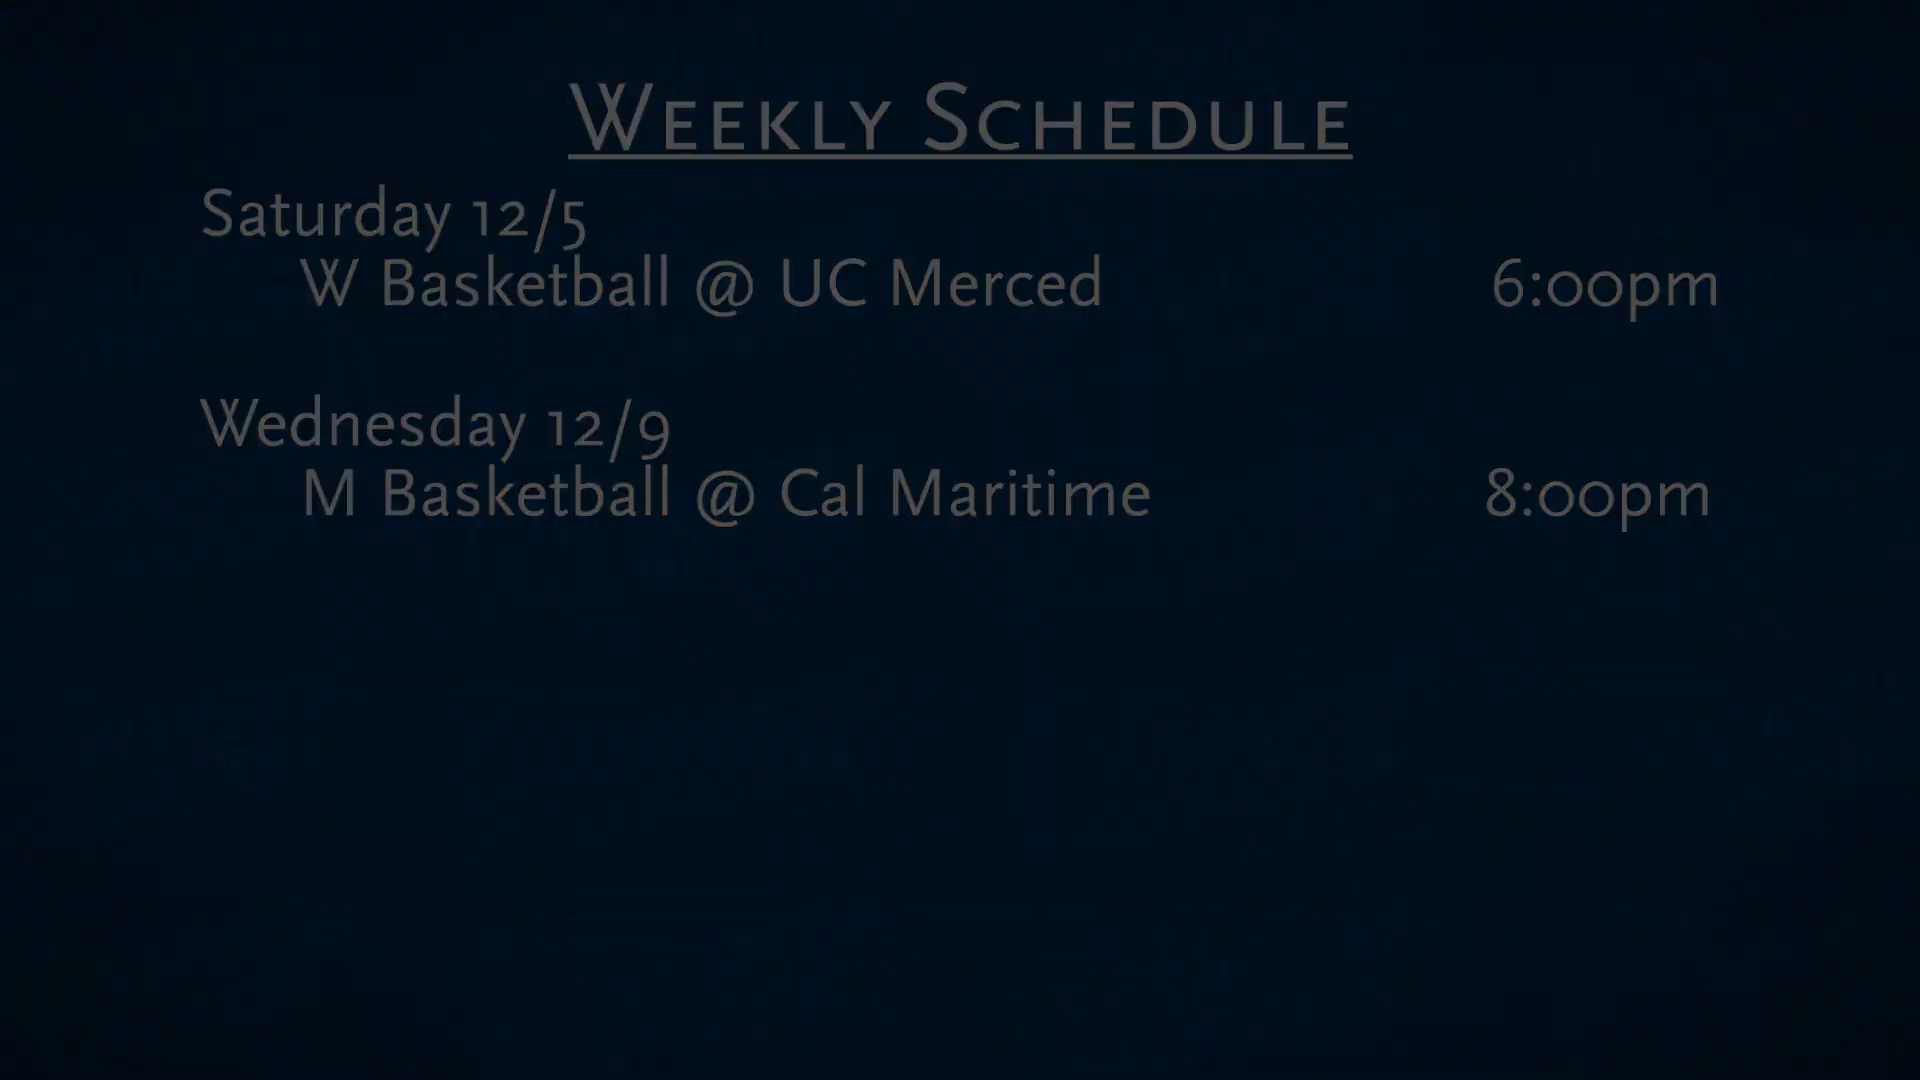 Weekly Schedule
Saturday 12/5
W Basketball @ UC Merced 6:00pm
Wednesday 12/9
M Basketball @ Cal Maritime 8:00pm